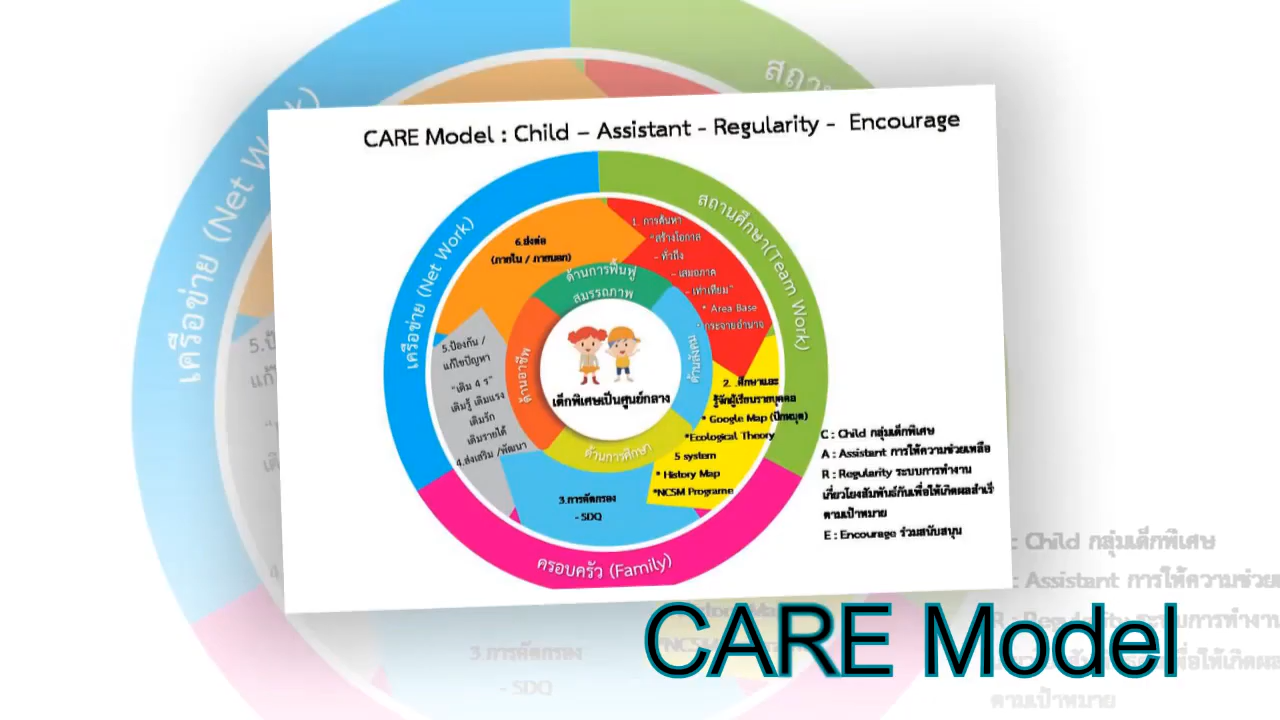 CARE Model : Child – Assistant - Regularity - Encourage
เครือข่าย (Net Work)
สถานศึกษา(Team Work)
ครอบครัว (Family)
1. การค้นหา
"สร้างโอกาส
- ทั่วถึง
- เสมอภาค
- เท่าเทียม"
* Area Base
* กระจายอำนาจ
2. .ศึกษาและ
รู้จักผู้เรียนรายบุคคล
* Google Map (ปักหมุด)
*Ecological Theory
5 system
* History Map
*NCSM Programe
3.การคัดกรอง
- SDQ
4.ส่งเสริม /พัฒนา
5.ป้องกัน /
แก้ไขปัญหา
"เติม 4 ร"
เติมรู้ เติมแรง
เติมรัก
เติมรายได้
6.ส่งต่อ
(ภายใน / ภายนอก)
ด้านการฟื้นฟู
สมรรถภาพ
ด้านสังคม
ด้านการศึกษา
ด้านอาชีพ
เด็กพิเศษเป็นศูนย์กลาง
C : Child กลุ่มเด็กพิเศษ
A : Assistant การให้ความช่วยเหลือ
R : Regularity ระบบการทำงาน
เกี่ยวโยงสัมพันธ์กันเพื่อให้เกิดผลสำเร็
ตามเป้าหมาย
E : Encourage ร่วมสนับสนุน
CARE Model